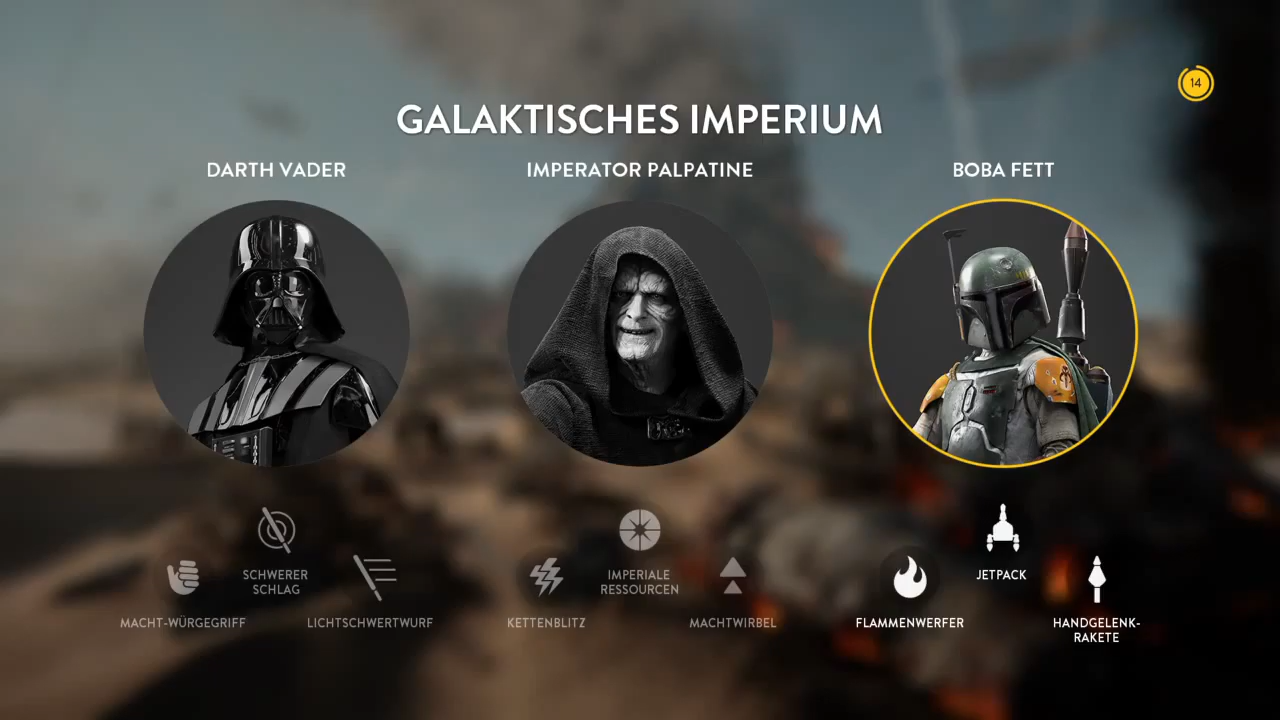 14
GALAKTISCHES IMPERIUM
DARTH VADER
IMPERATOR PALPATINE
BOBA FETT
SCHWERER
SCHLAG
MACHT-WÜRGEGRIFF
LICHTSCHWERTWURF
IMPERIALE
RESSOURCEN
KETTENBLITZ
MACHTWIRBEL
JETPACK
FLAMMENWERFER
HANDGELENK-
RAKETE